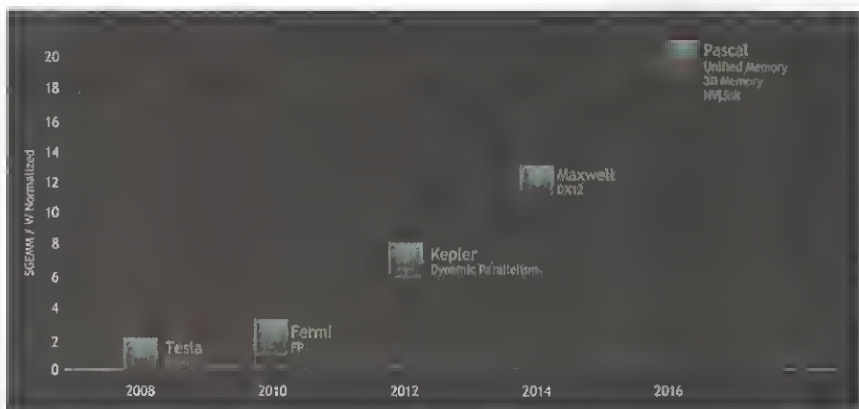 Pascal
Unified Memory
3D Memory
NVLink
Maxwell
DX12
Kepler
Dynamic Parallelism
Fermi
FP
Tesla
SGEMM / W Normalized
20
18
16
14
12
10
8
6
4
2
0
2008
2010
2012
2014
2016